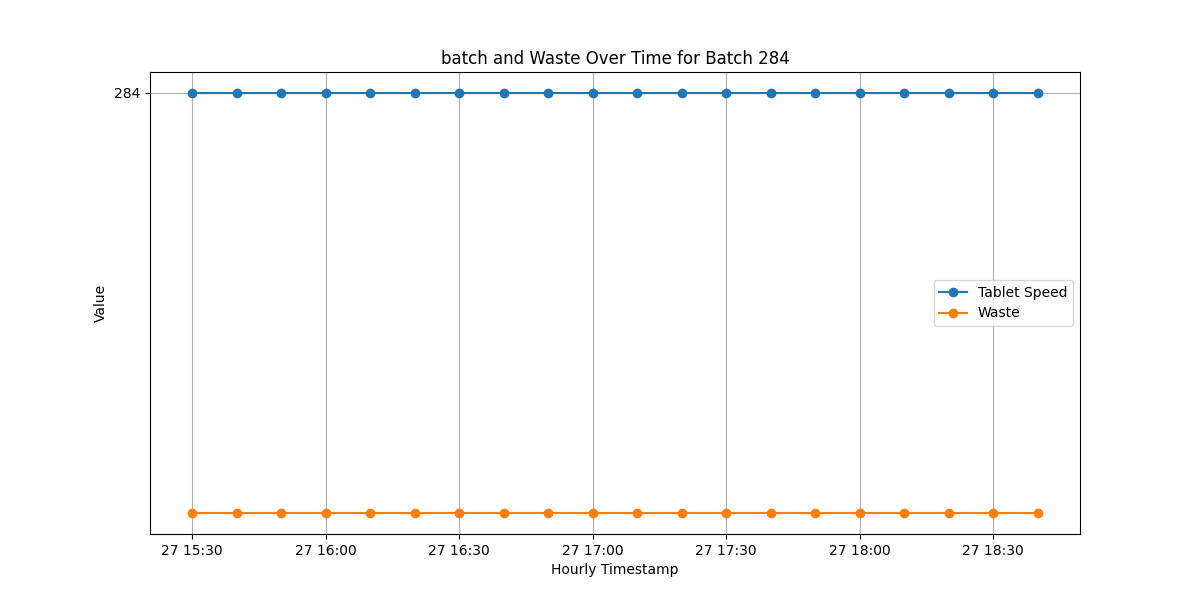 batch and Waste Over Time for Batch 284
284
Value
Tablet Speed
Waste
27 15:30 27 16:00 27 16:30 27 17:00 27 17:30 27 18:00 27 18:30
Hourly Timestamp